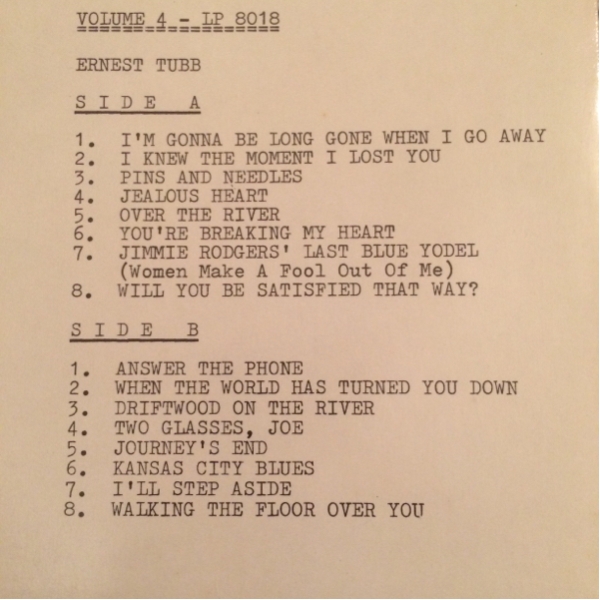 VOLUME 4 - LP 8018
ERNEST TUBB
S I D E   A
1. I'M GONNA BE LONG GONE WHEN I GO AWAY
2. I KNEW THE MOMENT I LOST YOU
3. PINS AND NEEDLES
4. JEALOUS HEART
5. OVER THE RIVER
6. YOU'RE BREAKING MY HEART
7. JIMMIE RODGERS' LAST BLUE YODEL
(Women Make A Fool Out Of Me)
8. WILL YOU BE SATISFIED THAT WAY?
S I D E   B
1. ANSWER THE PHONE
2. WHEN THE WORLD HAS TURNED YOU DOWN
3. DRIFTWOOD ON THE RIVER
4. TWO GLASSES, JOE
5. JOURNEY'S END
6. KANSAS CITY BLUES
7. I'LL STEP ASIDE
8. WALKING THE FLOOR OVER YOU